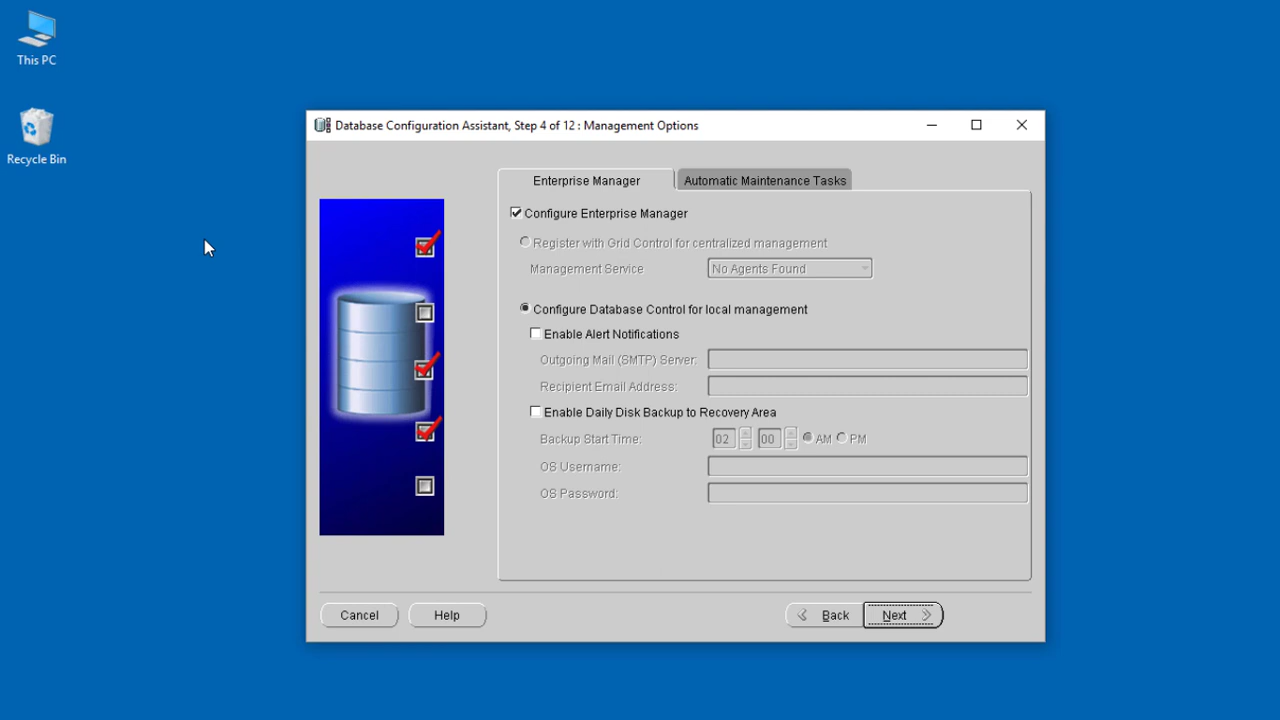 This PC
Recycle Bin
Database Configuration Assistant, Step 4 of 12 : Management Options
Enterprise Manager
Automatic Maintenance Tasks
Configure Enterprise Manager
Register with Grid Control for centralized management
Management Service
No Agents Found
Configure Database Control for local management
Enable Alert Notifications
Outgoing Mail (SMTP) Server:
Recipient Email Address:
Enable Daily Disk Backup to Recovery Area
Backup Start Time: 02 00 AM PM
OS Username:
OS Password:
Cancel
Help
Back
Next